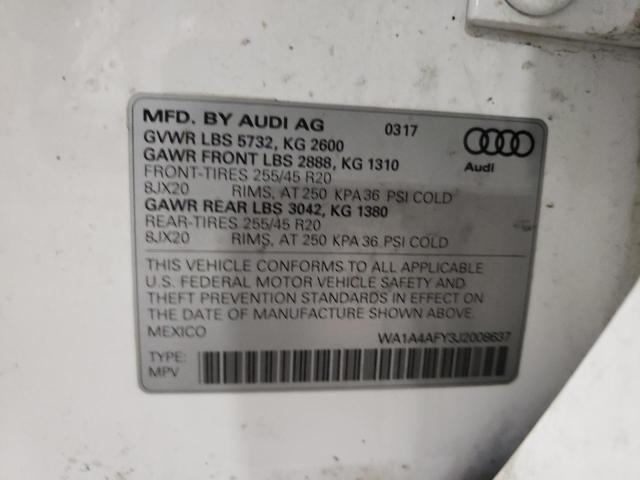 MFD. BY AUDI AG 0317
GVWR LBS 5732, KG 2600
GAWR FRONT LBS 2888, KG 1310
FRONT-TIRES 255/45 R20
8JX20 RIMS, AT 250 KPA 36 PSI COLD
GAWR REAR LBS 3042, KG 1380
REAR-TIRES 255/45 R20
8JX20 RIMS, AT 250 KPA 36 PSI COLD
Audi
THIS VEHICLE CONFORMS TO ALL APPLICABLE
U.S. FEDERAL MOTOR VEHICLE SAFETY AND
THEFT PREVENTION STANDARDS IN EFFECT ON
THE DATE OF MANUFACTURE SHOWN ABOVE.
MEXICO WA1A4AFY3J2008637
TYPE:
MPV